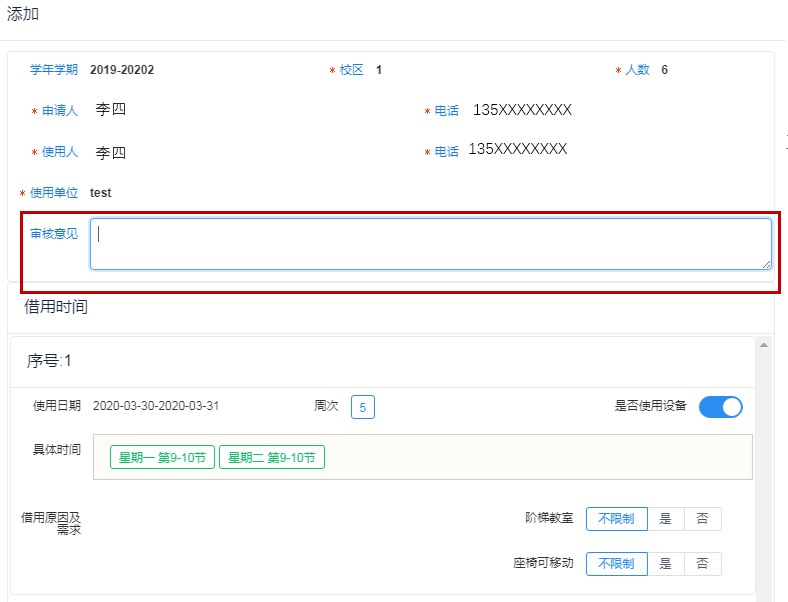 添加
学年学期 2019-20202 * 校区 1 * 人数 6
* 申请人 李四 * 电话 135XXXXXXXX
* 使用人 李四 * 电话 135XXXXXXXX
* 使用单位 test
审核意见
借用时间
序号:1
使用日期 2020-03-30-2020-03-31 周次 5 是否使用设备
具体时间 星期一 第9-10节 星期二 第9-10节
借用原因及 阶梯教室 不限制 是 否
需求
座椅可移动 不限制 是 否